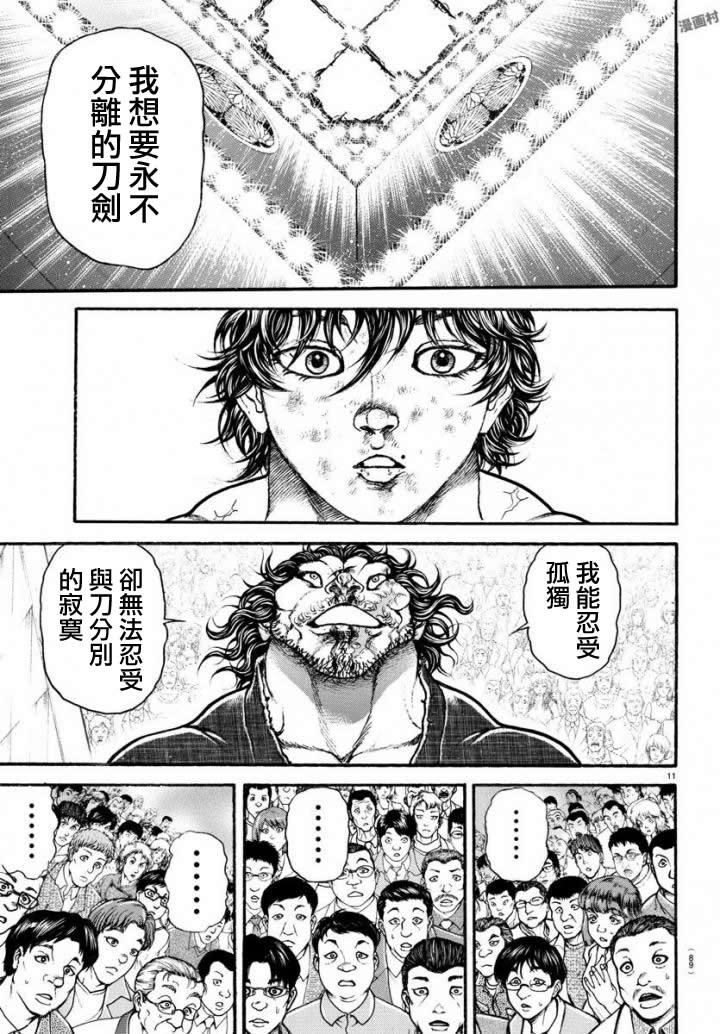 漫画村
我想要永不
分離的刀劍
我能忍受
孤獨
卻無法忍受
與刀分別
的寂寞
11
・・・・・
・・・・・
・・・・・
(89)